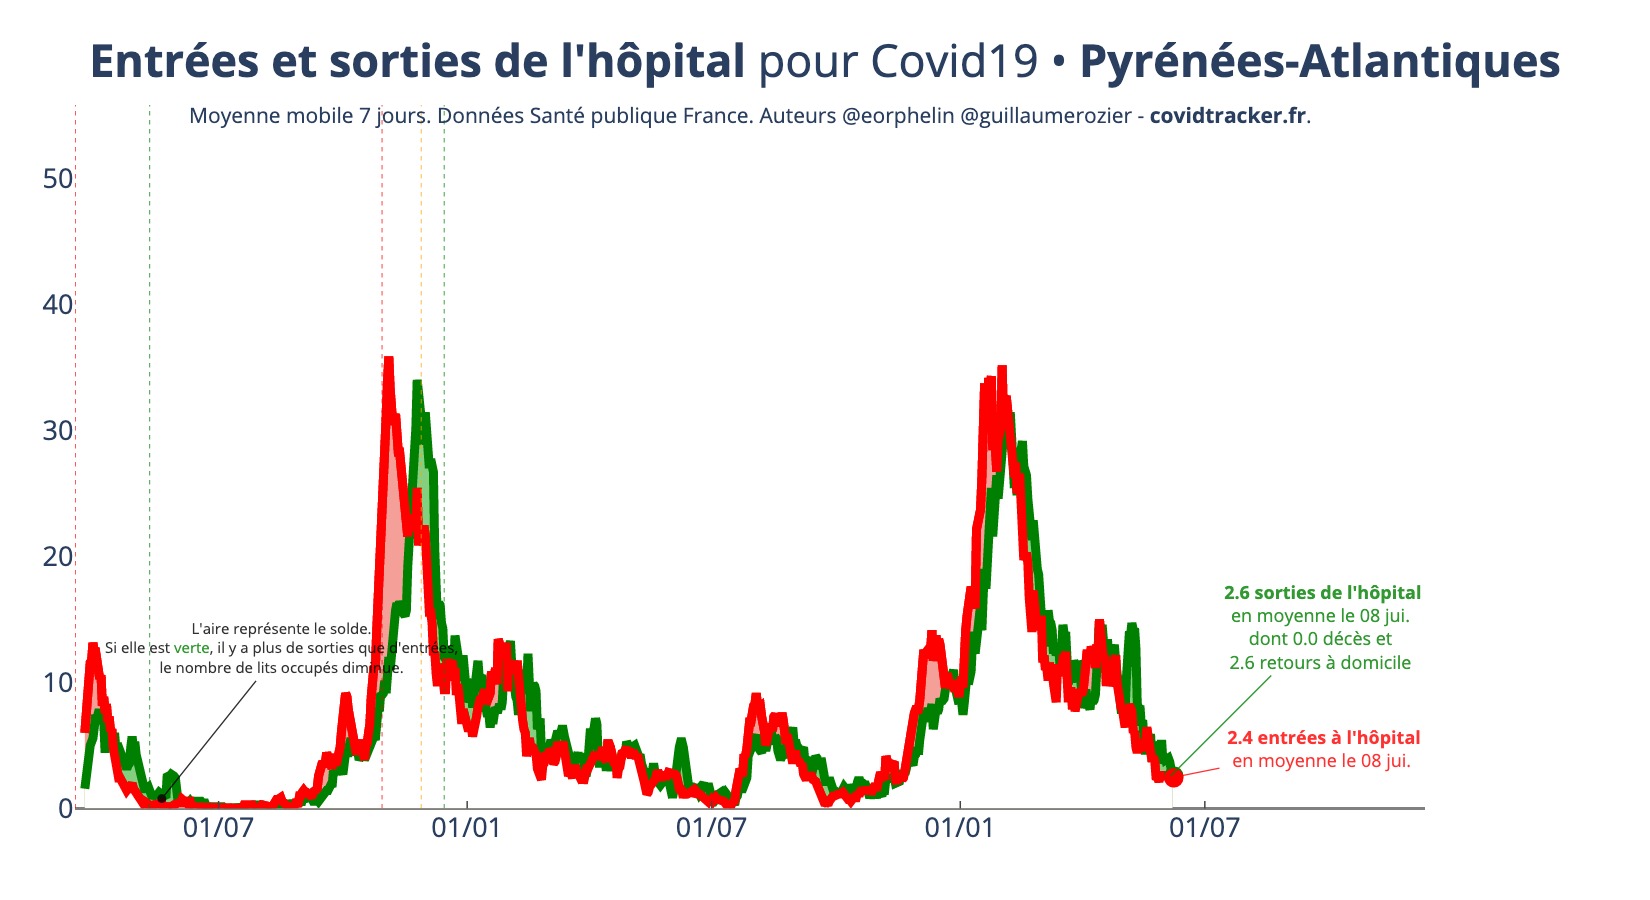 Entrées et sorties de l'hôpital pour Covid19 • Pyrénées-Atlantiques
Moyenne mobile 7 jours. Données Santé publique France. Auteurs @eorphelin @guillaumerozier - covidtracker.fr.
50
40
30
20
10
0
L'aire représente le solde.
Si elle est verte, il y a plus de sorties que d'entrées,
le nombre de lits occupés diminue.
2.6 sorties de l'hôpital
en moyenne le 08 jui.
dont 0.0 décès et
2.6 retours à domicile
2.4 entrées à l'hôpital
en moyenne le 08 jui.
01/07
01/01
01/07
01/01
01/07